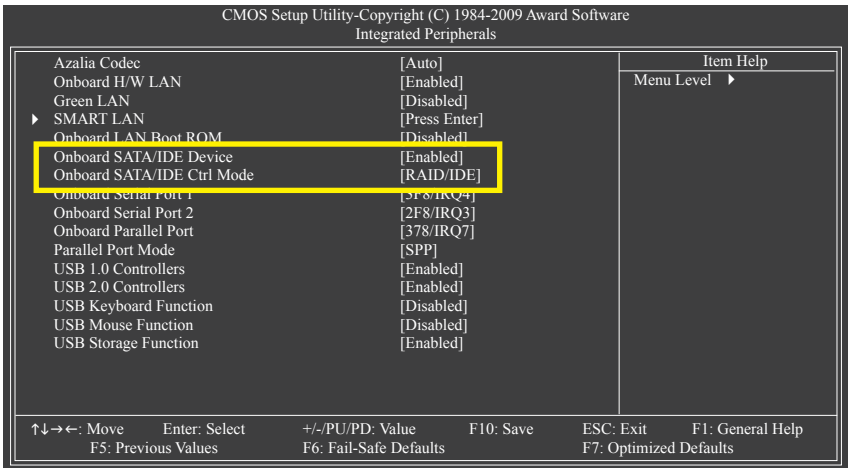 CMOS Setup Utility-Copyright (C) 1984-2009 Award Software
Integrated Peripherals
Azalia Codec [Auto]
Onboard H/W LAN [Enabled]
Green LAN [Disabled]
SMART LAN [Press Enter]
Onboard LAN Boot ROM [Disabled]
Onboard SATA/IDE Device [Enabled]
Onboard SATA/IDE Ctrl Mode [RAID/IDE]
Onboard Serial Port 1 [3F8/IRQ4]
Onboard Serial Port 2 [2F8/IRQ3]
Onboard Parallel Port [378/IRQ7]
Parallel Port Mode [SPP]
USB 1.0 Controllers [Enabled]
USB 2.0 Controllers [Enabled]
USB Keyboard Function [Disabled]
USB Mouse Function [Disabled]
USB Storage Function [Enabled]
Item Help
Menu Level ▶
↑↓→←: Move Enter: Select +/-/PU/PD: Value F10: Save ESC: Exit F1: General Help
F5: Previous Values F6: Fail-Safe Defaults F7: Optimized Defaults